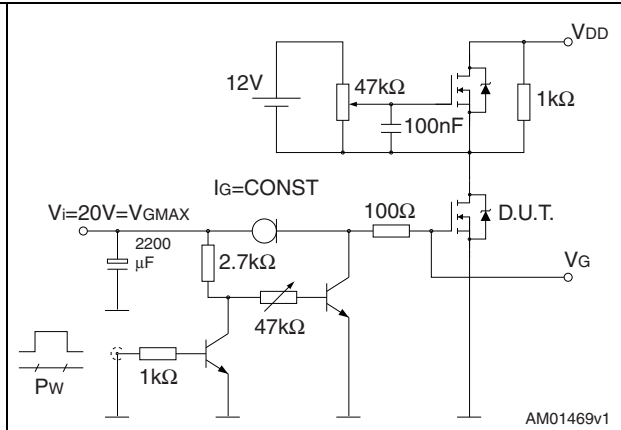 VDD
12V
47kΩ
1kΩ
100nF
IG=CONST
Vi=20V=VGMAX
100Ω
D.U.T.
2200
μF
2.7kΩ
VG
47kΩ
1kΩ
PW
AM01469v1